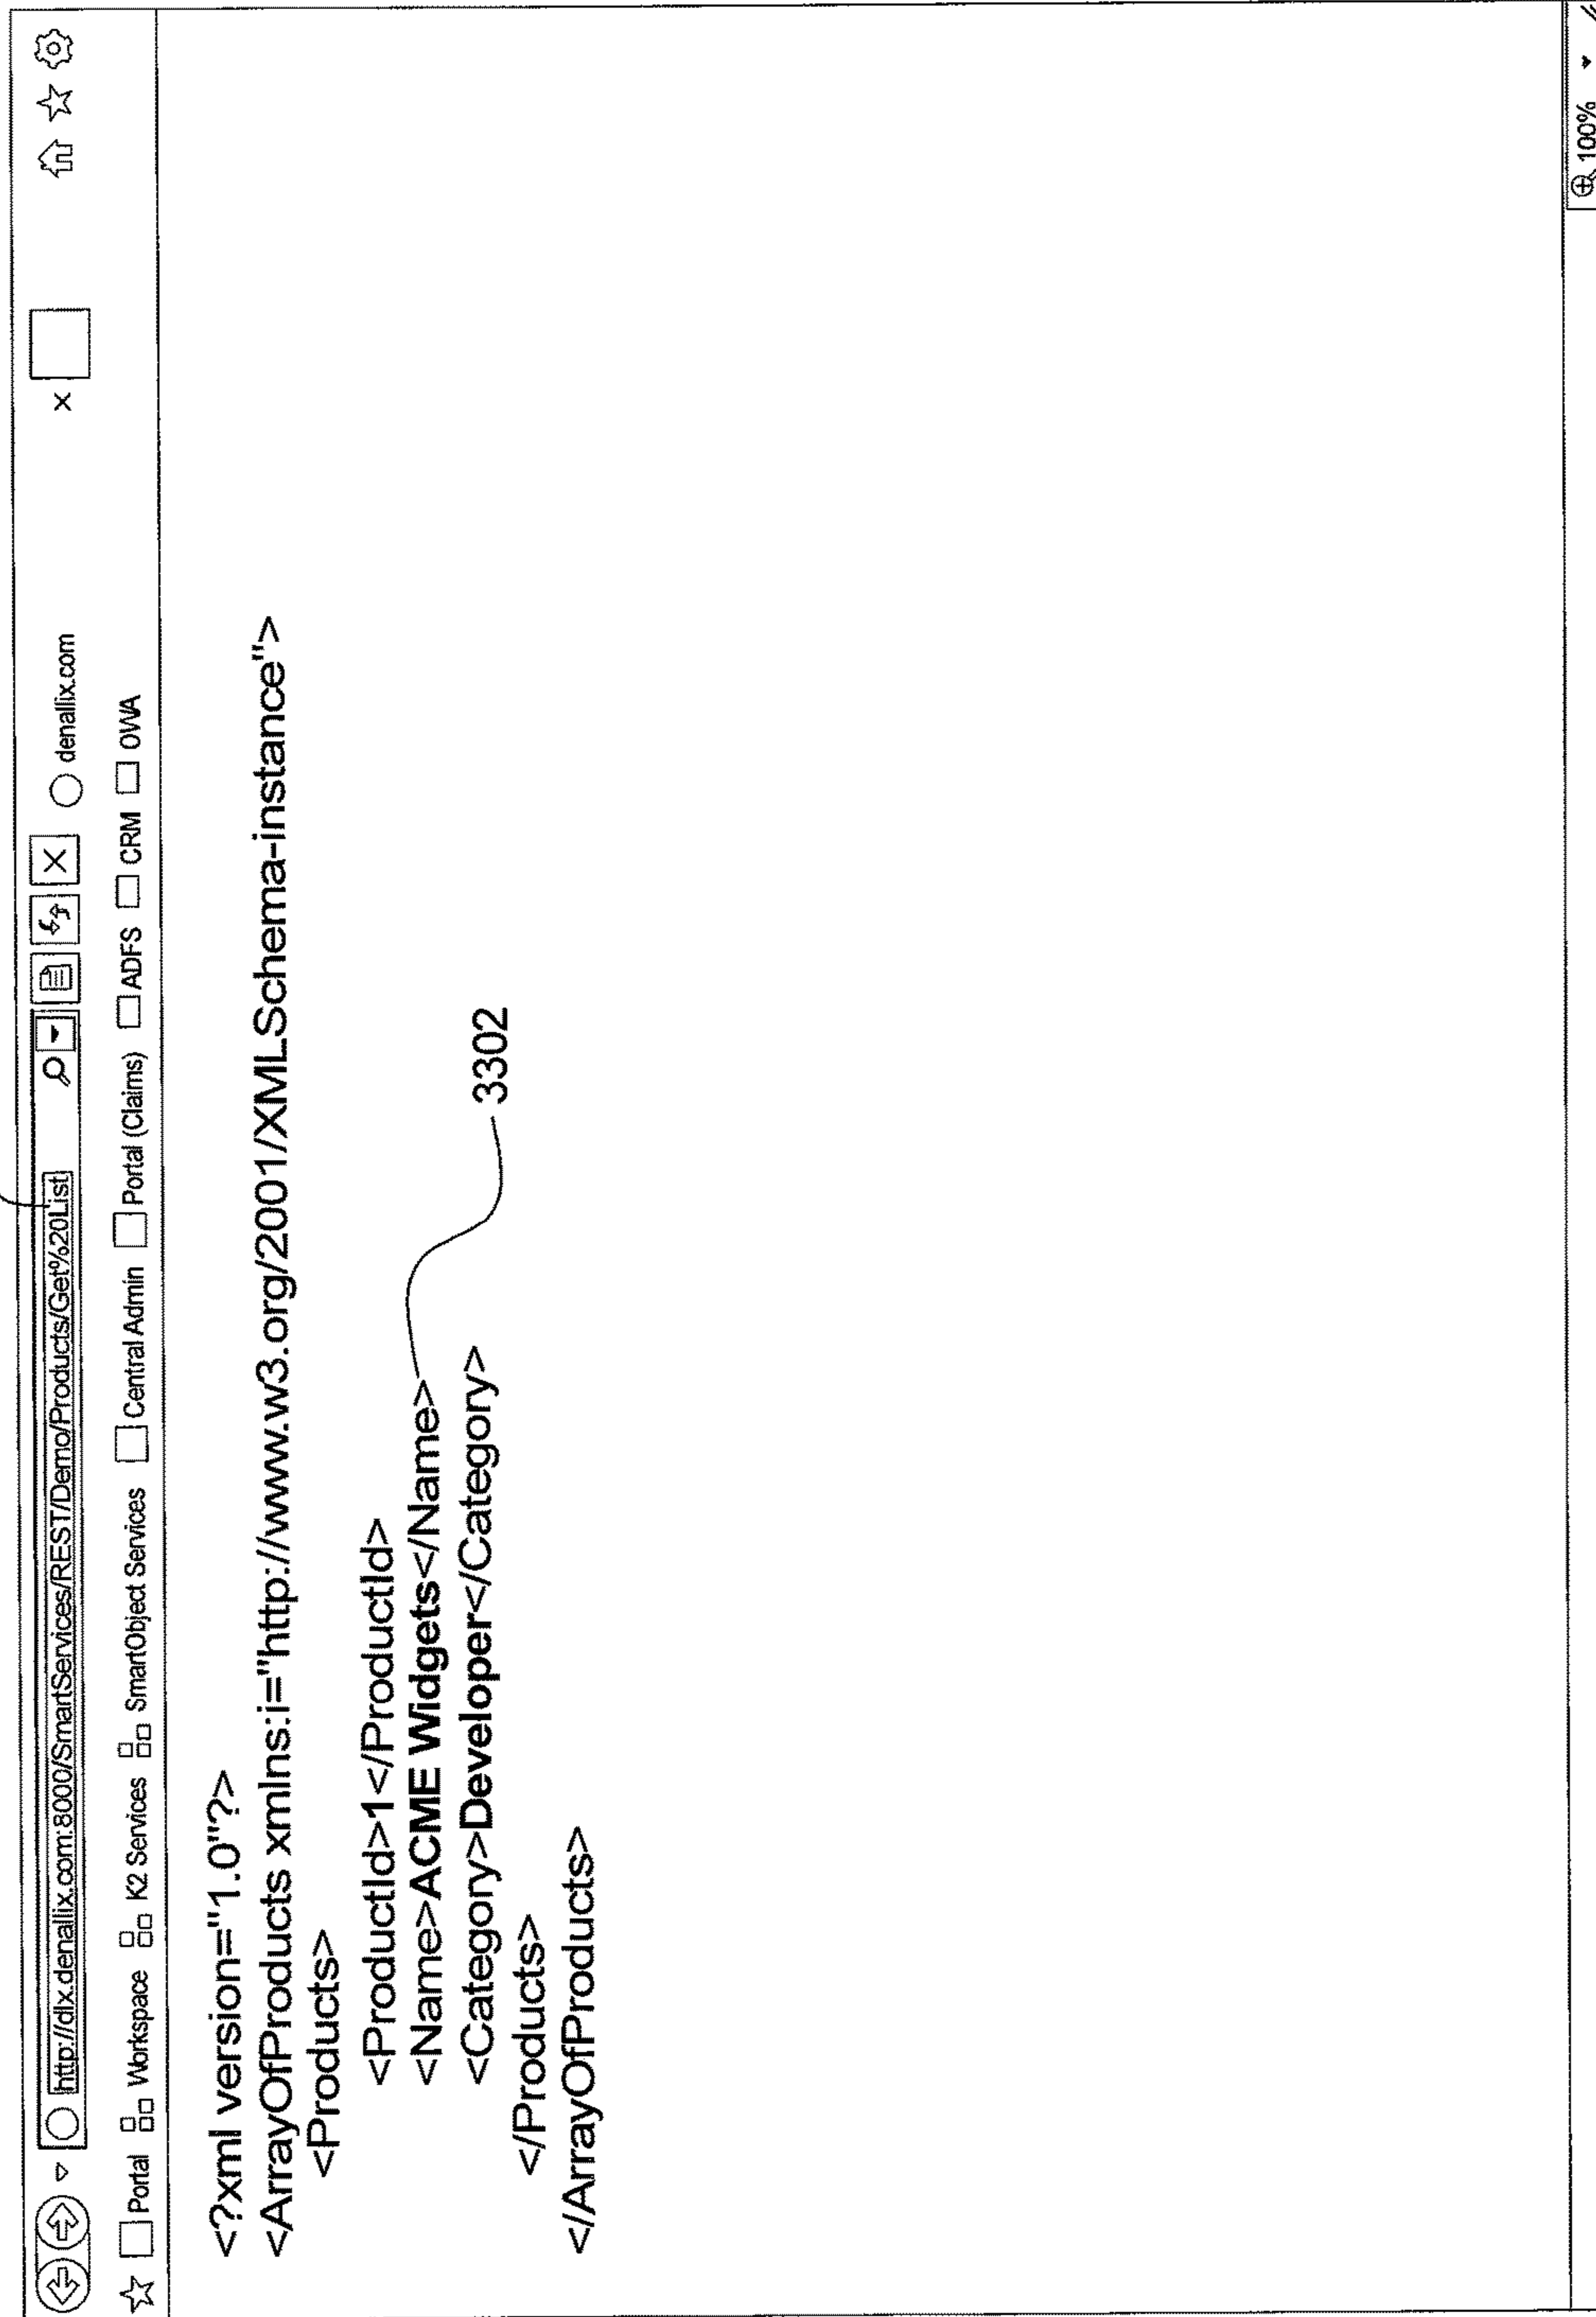 http://dlx.denallix.com:8000/SmartServices/REST/Demo/Products/Get%20List
denallix.com
x
Portal Workspace K2 Services SmartObject Services Central Admin Portal (Claims) ADFS CRM OWA
<?xml version="1.0"?>
<ArrayOfProducts xmlns:i="http://www.w3.org/2001/XMLSchema-instance">
<Products>
<ProductId>1</ProductId>
<Name>ACME Widgets</Name>
3302
<Category>Developer</Category>
</Products>
</ArrayOfProducts>
100%